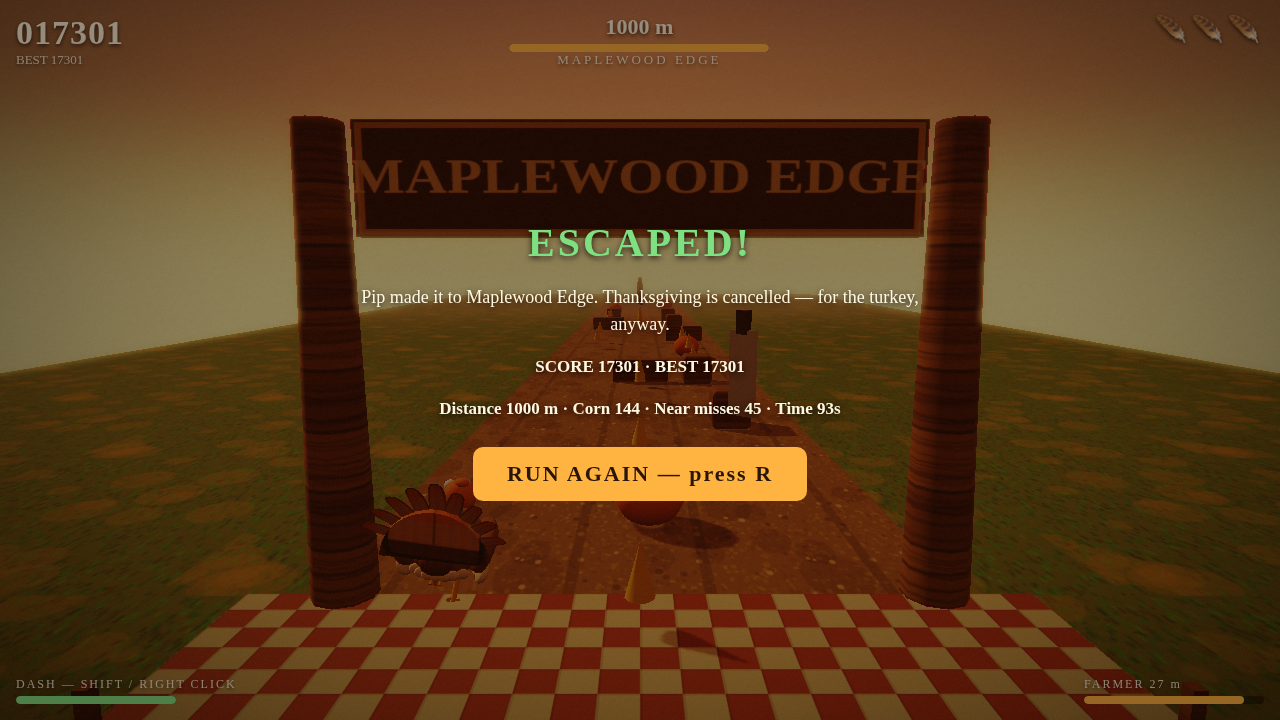 017301
BEST 17301
1000 m
MAPLEWOOD EDGE
MAPLEWOOD EDGE
ESCAPED!
Pip made it to Maplewood Edge. Thanksgiving is cancelled — for the turkey,
anyway.
SCORE 17301 · BEST 17301
Distance 1000 m · Corn 144 · Near misses 45 · Time 93s
RUN AGAIN — press R
DASH — SHIFT / RIGHT CLICK
FARMER 27 m